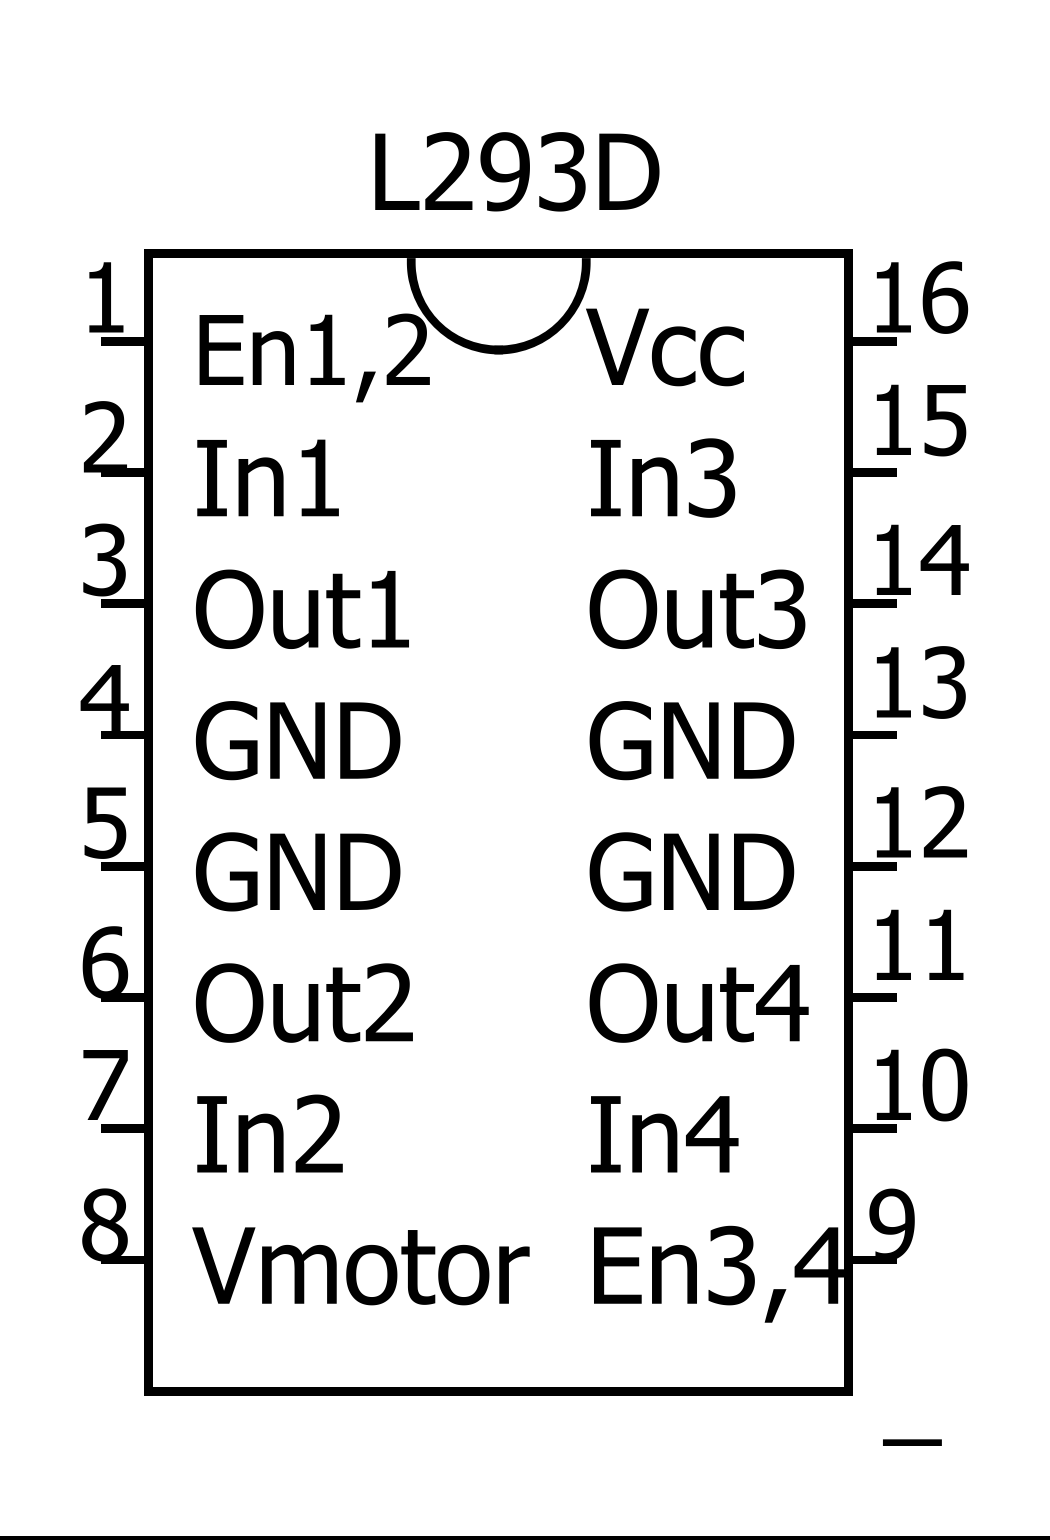 L293D
1 En1,2 Vcc 16
2 In1 In3 15
3 Out1 Out3 14
4 GND GND 13
5 GND GND 12
6 Out2 Out4 11
7 In2 In4 10
8 Vmotor En3,4 9
_